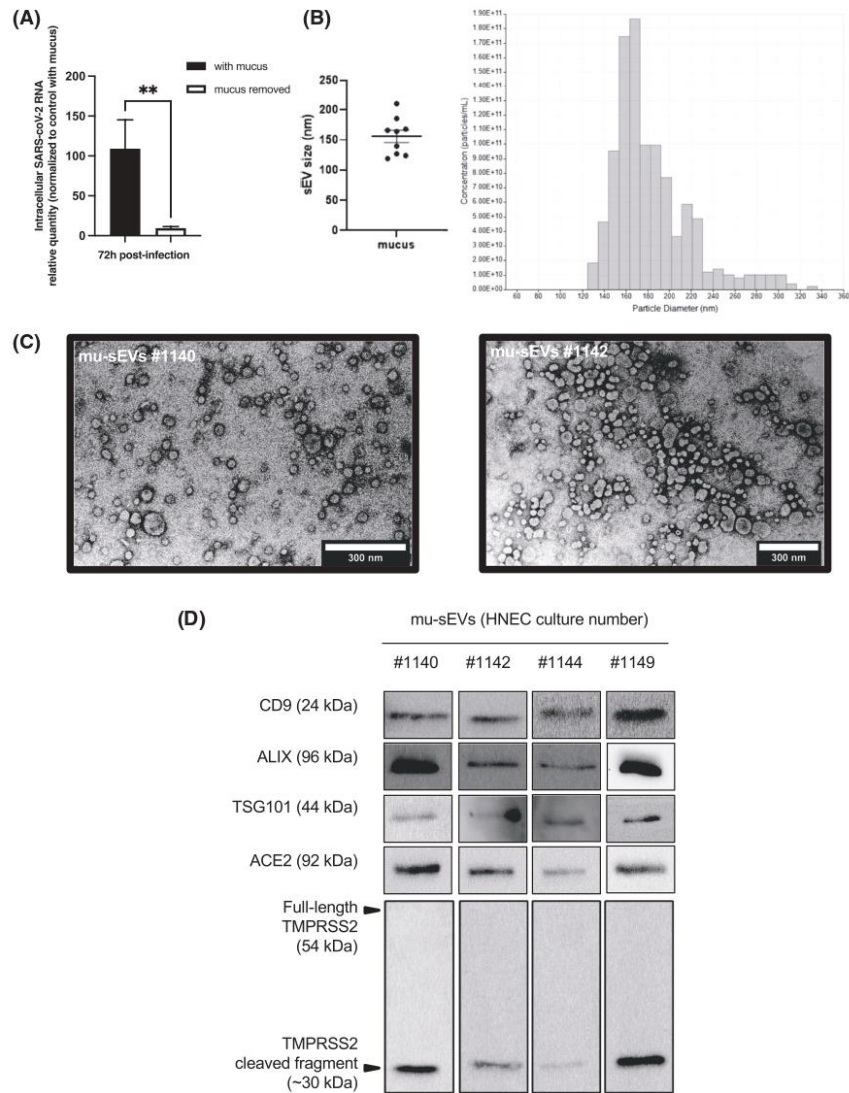 (A)
Intracellular SARS-coV-2 RNA
relative quantity (normalized to control with mucus)
200
150
100
50
0
**
72h post-infection
with mucus
mucus removed
(B)
sEV size (nm)
250
200
150
100
50
0
mucus
Concentration (particles/mL)
1.90E+11
1.80E+11
1.70E+11
1.60E+11
1.50E+11
1.40E+11
1.30E+11
1.20E+11
1.10E+11
1.00E+11
9.00E+10
8.00E+10
7.00E+10
6.00E+10
5.00E+10
4.00E+10
3.00E+10
2.00E+10
1.00E+10
0.00E+00
60 80 100 120 140 160 180 200 220 240 260 280 300 320 340 360
Particle Diameter (nm)
(C)
mu-sEVs #1140
300 nm
mu-sEVs #1142
300 nm
(D)
mu-sEVs (HNEC culture number)
#1140 #1142 #1144 #1149
CD9 (24 kDa)
ALIX (96 kDa)
TSG101 (44 kDa)
ACE2 (92 kDa)
Full-length
TMPRSS2
(54 kDa)
TMPRSS2
cleaved fragment
(~30 kDa)